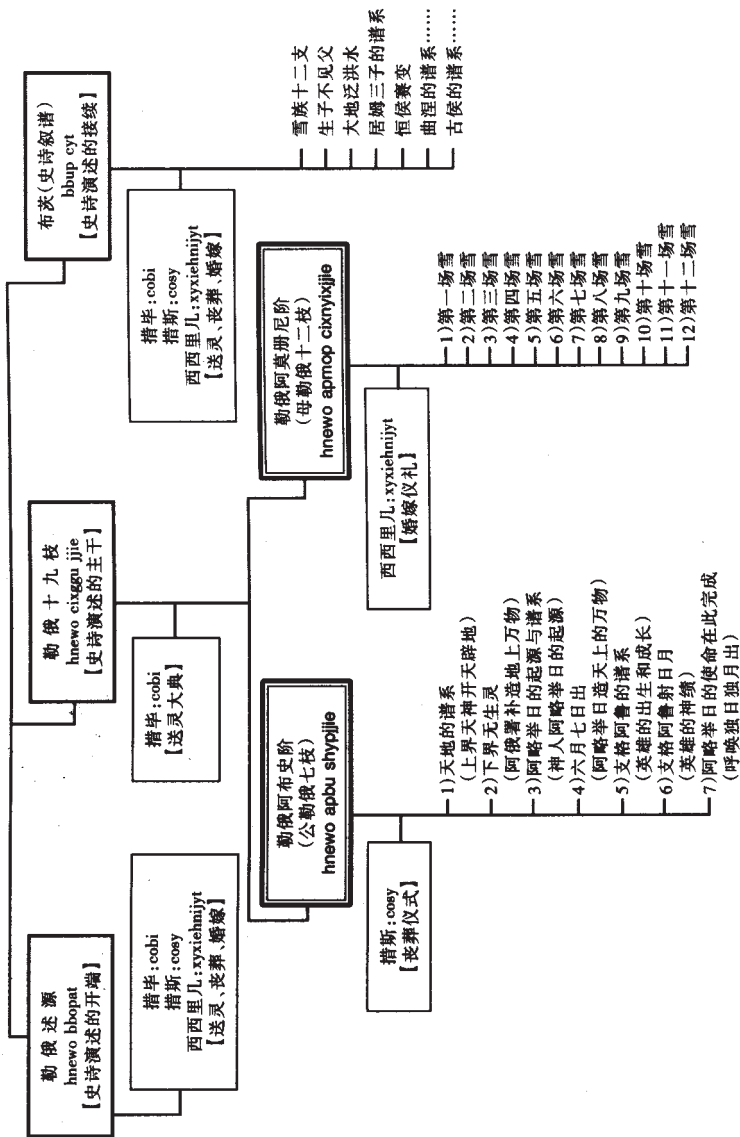 勒俄述源
hnewo bbopat
【史诗演述的开端】
措毕:cobi
措斯:cosy
西西里几:xyxiehnijyt
【送灵、丧葬、婚嫁】
勒俄十九枝
hnewo cixggu jjie
【史诗演述的主干】
措毕:cobi
【送灵大典】
布茨(史诗叙谱)
bbup cyt
【史诗演述的接续】
措毕:cobi
措斯:cosy
西西里几:xyxiehnijyt
【送灵、丧葬、婚嫁】
雪族十二支
生子不见父
大地泛洪水
居姆三子的谱系
恒侯赛变
曲涅的谱系……
古侯的谱系……
勒俄阿布史阶
(公勒俄七枝)
hnewo apbu shypjjie
措斯:cosy
【丧葬仪式】
1)天地的谱系
(上界天神开天辟地)
2)下界无生灵
(阿俄署补造地上万物)
3)阿略举日的起源与谱系
(神人阿略举日的起源)
4)六月七日出
(阿略举日造天上的万物)
5)支格阿鲁的谱系
(英雄的出生和成长)
6)支格阿鲁射日月
(英雄的神绩)
7)阿略举日的使命在此完成
(呼唤独日独月出)
勒俄阿莫册尼阶
(母勒俄十二枝)
hnewo apmop cixnyixjjie
西西里几:xyxiehnijyt
【婚嫁仪礼】
1)第一场雪
2)第二场雪
3)第三场雪
4)第四场雪
5)第五场雪
6)第六场雪
7)第七场雪
8)第八场雪
9)第九场雪
10)第十场雪
11)第十一场雪
12)第十二场雪